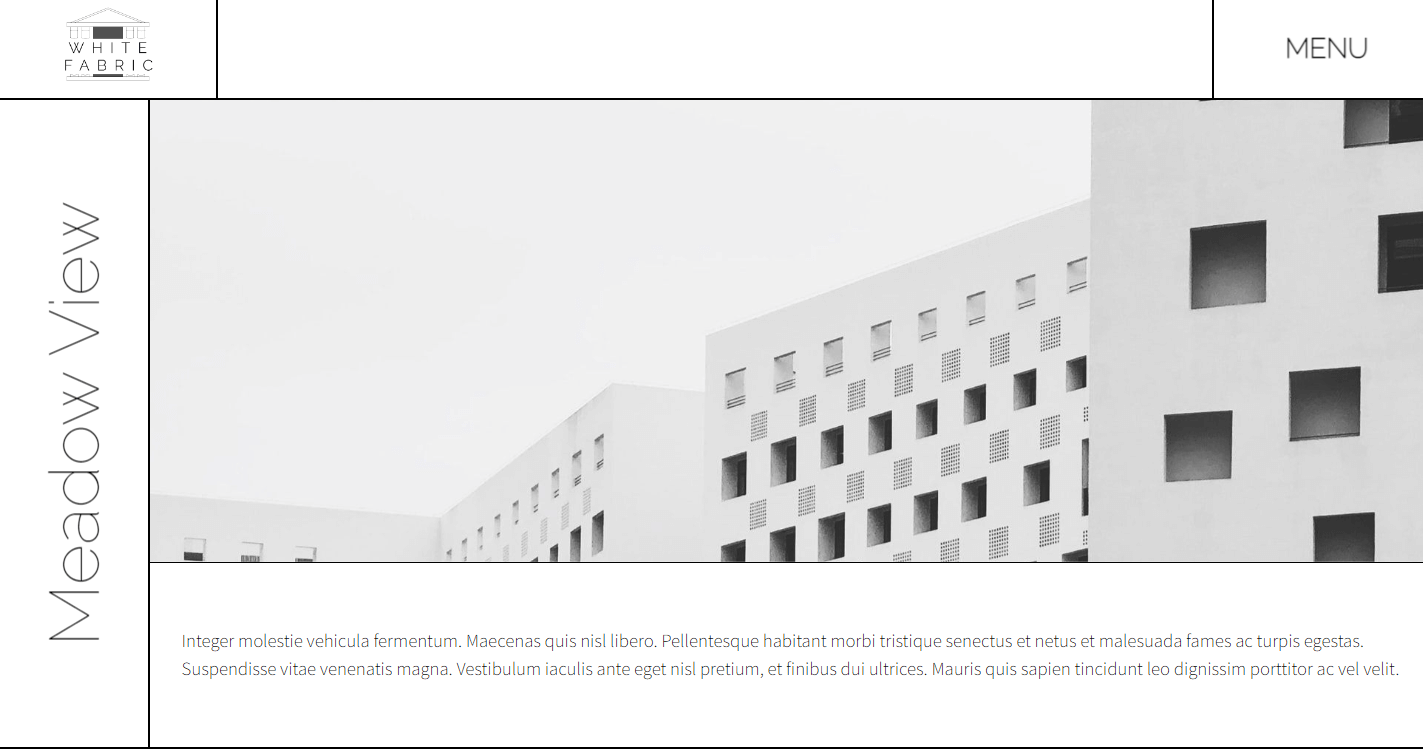 WHITE
FABRIC
MENU
Meadow View
Integer molestie vehicula fermentum. Maecenas quis nisl libero. Pellentesque habitant morbi tristique senectus et netus et malesuada fames ac turpis egestas.
Suspendisse vitae venenatis magna. Vestibulum iaculis ante eget nisl pretium, et finibus dui ultrices. Mauris quis sapien tincidunt leo dignissim porttitor ac vel velit.